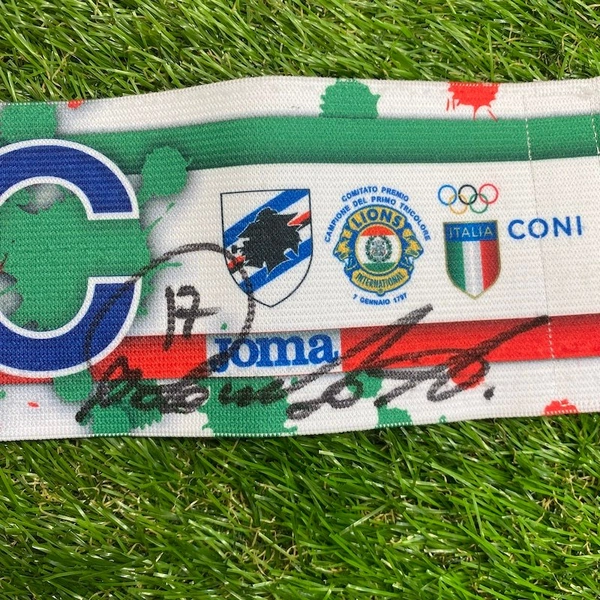 C
COMITATO PREMIO
CAMPIONE DEL PRIMO TRICOLORE
LIONS
INTERNATIONAL
7 GENNAIO 1797
ITALIA
CONI
17
Joma